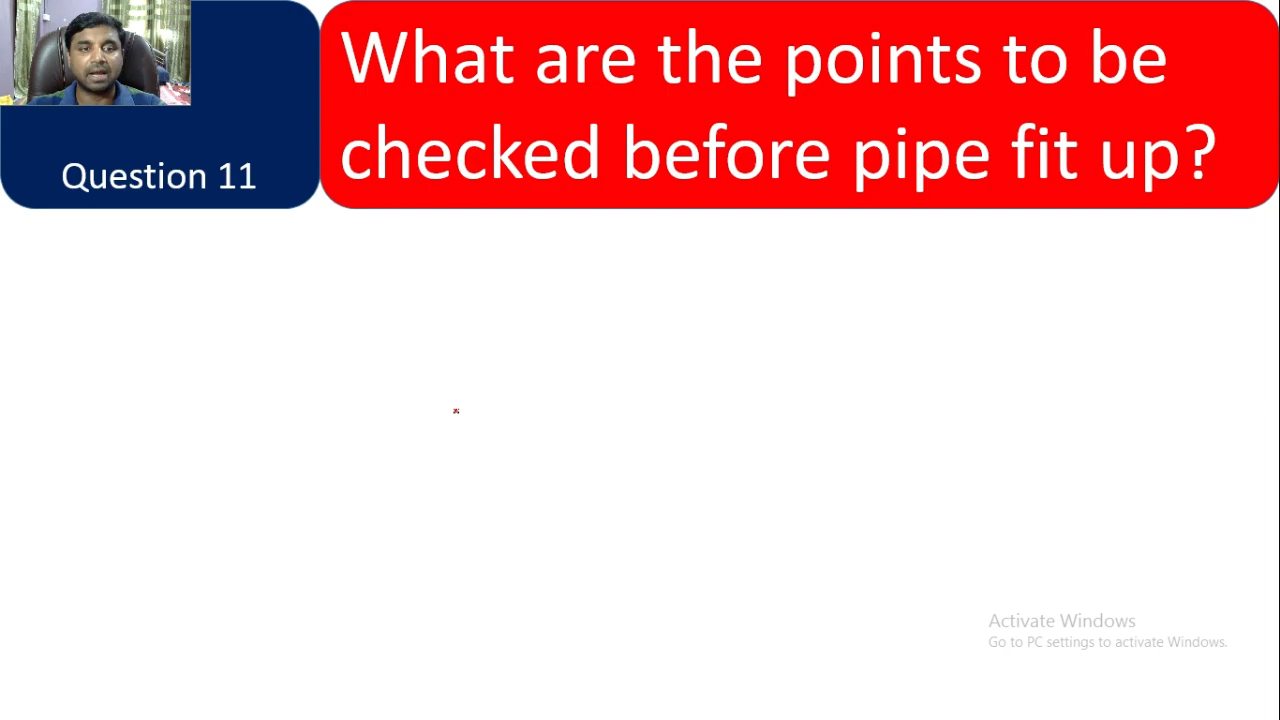 Question 11
What are the points to be
checked before pipe fit up?
Activate Windows
Go to PC settings to activate Windows.